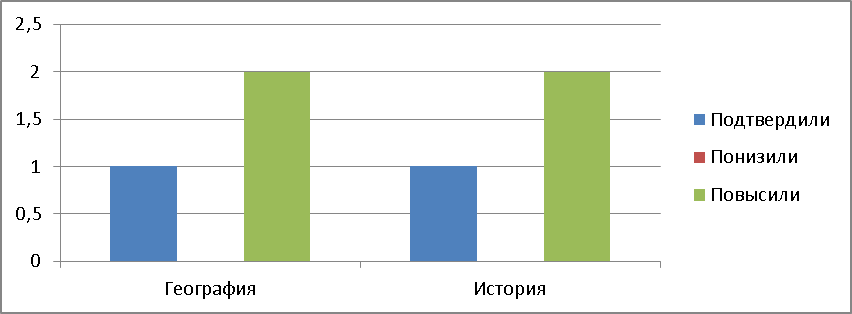 2,5
2
1,5
1
0,5
0
География
История
Подтвердили
Понизили
Повысили